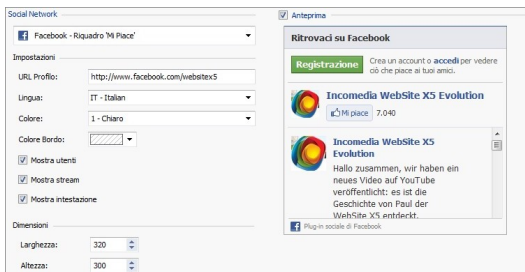 Social Network
Facebook - Riquadro 'Mi Piace'
Impostazioni
URL Profilo: http://www.facebook.com/websitex5
Lingua: IT - Italian
Colore: 1 - Chiaro
Colore Bordo:
Mostra utenti
Mostra stream
Mostra intestazione
Dimensioni
Larghezza: 320
Altezza: 300
Anteprima
Ritrovaci su Facebook
Registrazione
Crea un account o accedi per vedere
ciò che piace ai tuoi amici.
Incomedia WebSite X5 Evolution
Mi piace 7.040
Incomedia WebSite X5
Evolution
Hallo zusammen, wir haben ein
neues Video auf YouTube
veröffentlicht: es ist die
Geschichte von Paul der
WebSite X5 entdeckt.
Plug-in sociale di Facebook